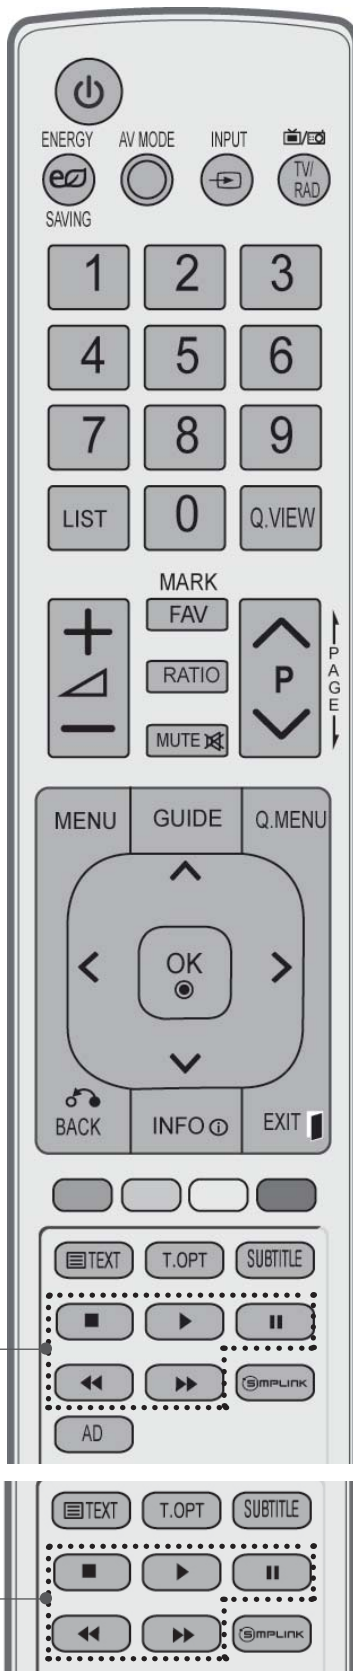 ENERGY AV MODE INPUT
TV/
RAD
SAVING
1 2 3
4 5 6
7 8 9
LIST 0 Q.VIEW
MARK
FAV
RATIO
P
PAGE
MUTE
MENU GUIDE Q.MENU
OK
BACK INFO EXIT
TEXT T.OPT SUBTITLE
SIMPLINK
AD
TEXT T.OPT SUBTITLE
SIMPLINK